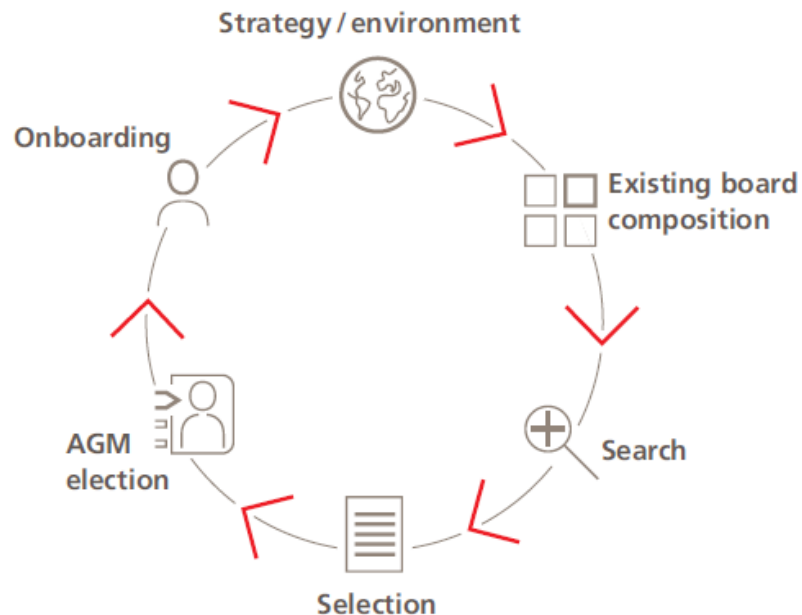 Strategy / environment
Onboarding
Existing board
composition
Search
AGM
election
Selection